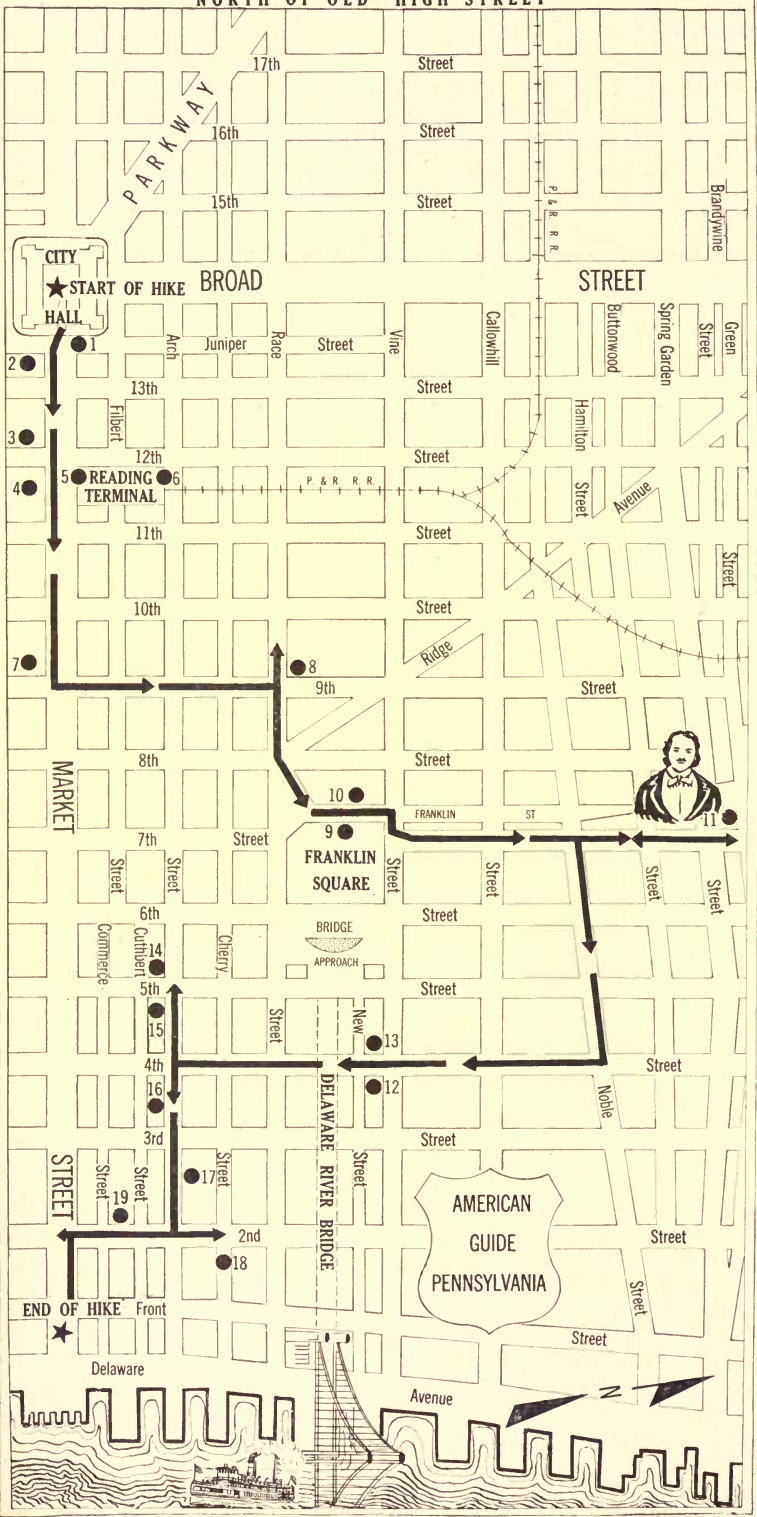 NORTH OF OLD "HIGH STREET"
17th Street
PARKWAY
16th Street
15th Street
P. & R. R. R.
Brandywine
CITY
HALL
START OF HIKE
BROAD STREET
1
Arch
Juniper Street
Race
Vine
Callowhill
Buttonwood
Spring Garden
Street
Green
2
13th Street
Filbert
Hamilton
Street
3
12th Street
4
5
READING
TERMINAL
6
P. & R. R. R.
Avenue
11th Street
Street
10th Street
Ridge
7
8
9th Street
MARKET
8th Street
10
FRANKLIN ST
11
7th Street
9
FRANKLIN
SQUARE
Street
Street
Street
Street
Street
Street
6th Street
Commerce
Cuthbert
14
Cherry
BRIDGE
APPROACH
5th Street
15
Street
New
13
4th Street
16
12
Noble
DELAWARE RIVER BRIDGE
3rd Street
STREET
Street
Street
17
Street
Street
19
AMERICAN
GUIDE
PENNSYLVANIA
2nd Street
18
Street
END OF HIKE
Front Street
Delaware Avenue
N